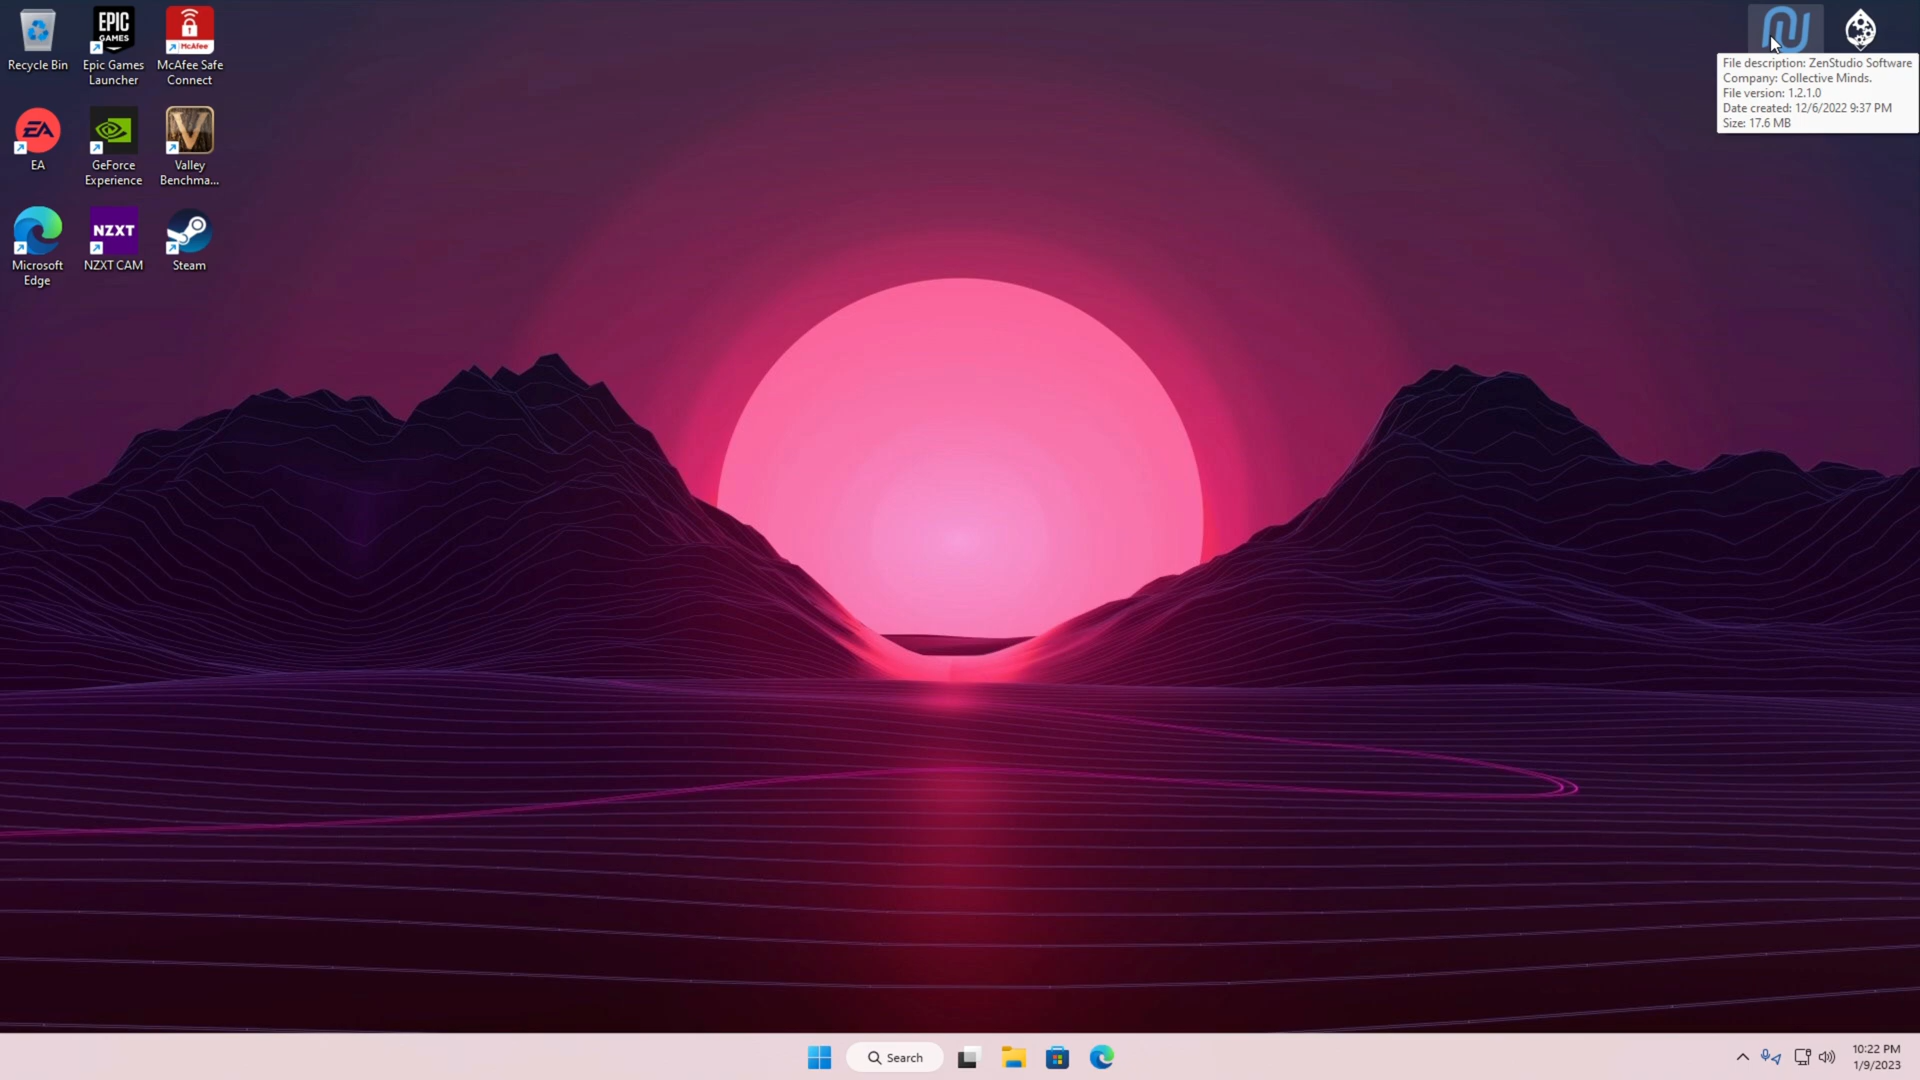 Recycle Bin
EPIC
GAMES
Epic Games
Launcher
McAfee
McAfee Safe
Connect
EA
EA
GeForce
Experience
V
Valley
Benchma...
Microsoft
Edge
NZXT
NZXT CAM
Steam
File description: ZenStudio Software
Company: Collective Minds.
File version: 1.2.1.0
Date created: 12/6/2022 9:37 PM
Size: 17.6 MB
Search
10:22 PM
1/9/2023